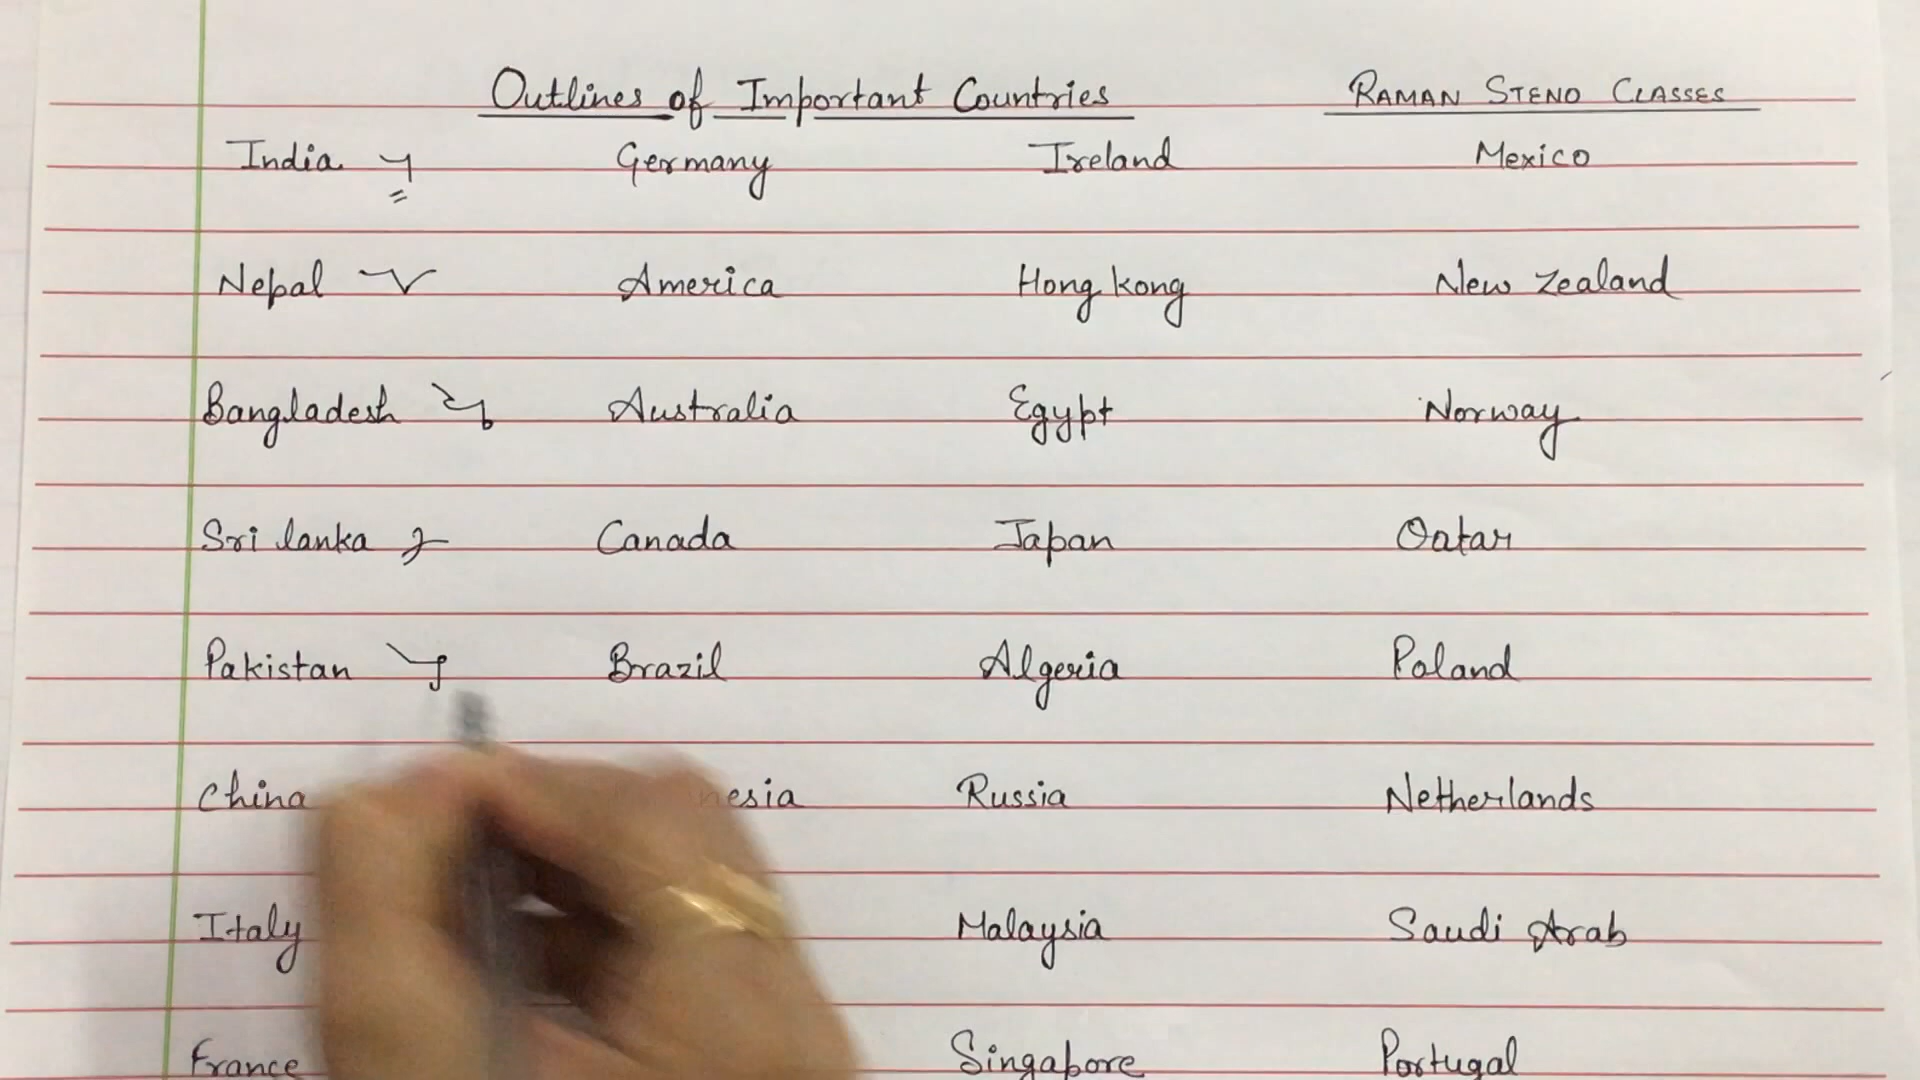 Outlines of Important Countries RAMAN STENO CLASSES
India Germany Ireland Mexico
Nepal America Hong kong New Zealand
Bangladesh Australia Egypt Norway
Sri lanka Canada Japan Qatar
Pakistan Brazil Algeria Poland
China Russia Netherlands
Italy Malaysia Saudi Arab
France Singapore Portugal